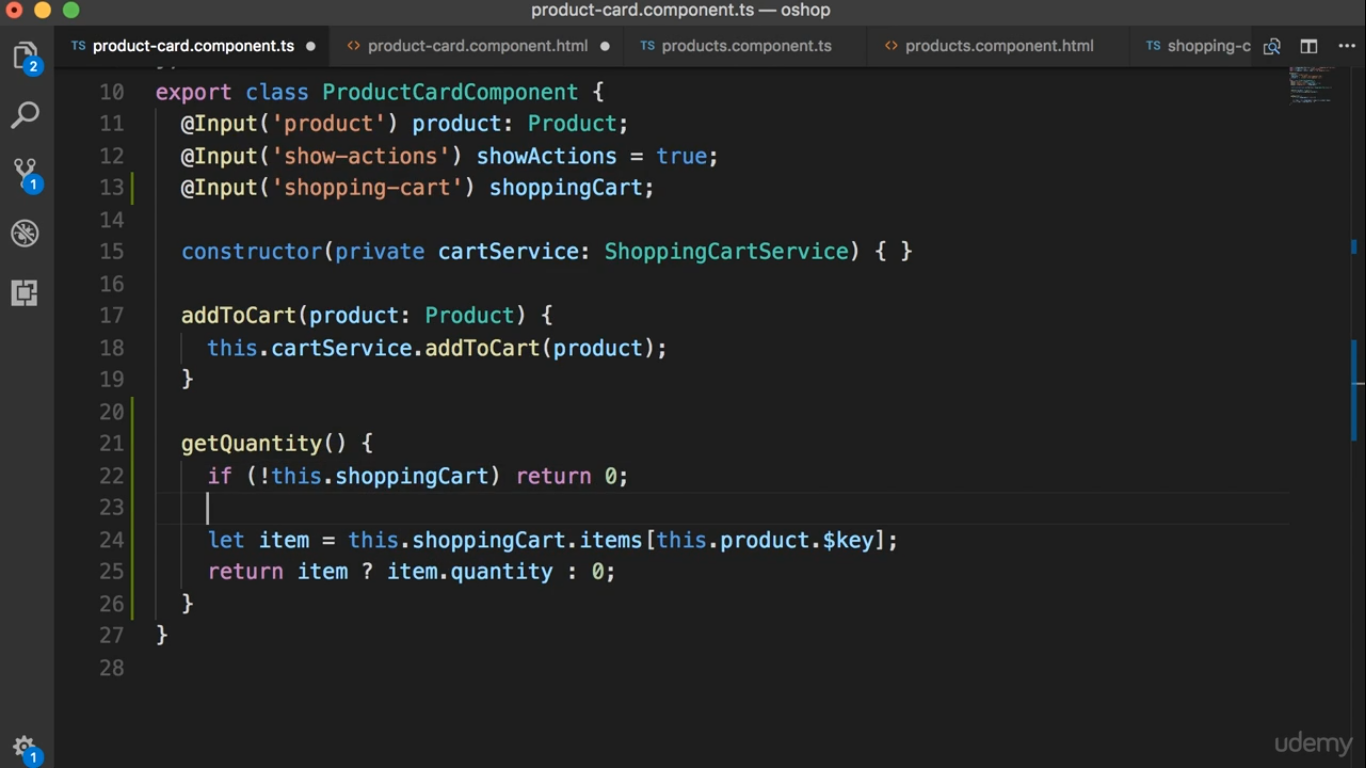 product-card.component.ts — oshop
TS product-card.component.ts ● <> product-card.component.html ● TS products.component.ts <> products.component.html TS shopping-c
2
10 export class ProductCardComponent {
11 @Input('product') product: Product;
12 @Input('show-actions') showActions = true;
13 @Input('shopping-cart') shoppingCart;
1
14
15 constructor(private cartService: ShoppingCartService) { }
16
17 addToCart(product: Product) {
18 this.cartService.addToCart(product);
19 }
20
21 getQuantity() {
22 if (!this.shoppingCart) return 0;
23
24 let item = this.shoppingCart.items[this.product.$key];
25 return item ? item.quantity : 0;
26 }
27 }
28
udemy
1